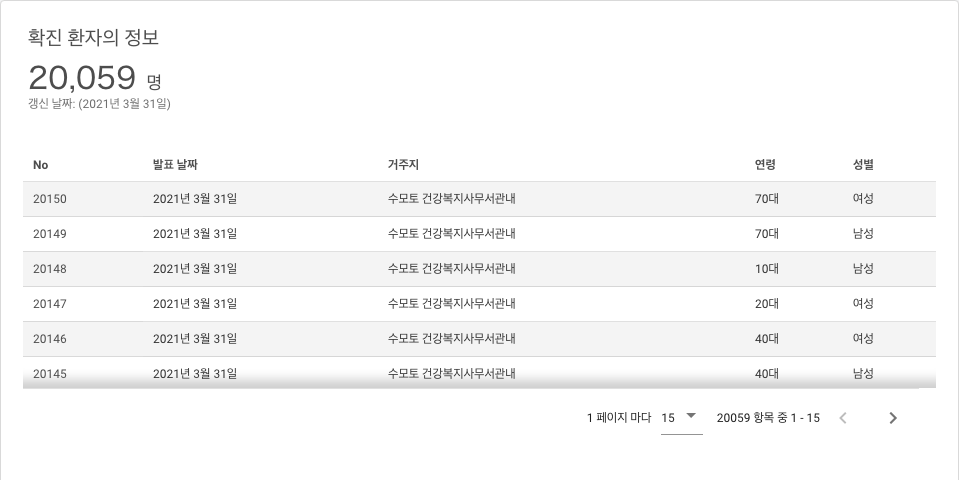 확진 환자의 정보
20,059 명
갱신 날짜: (2021년 3월 31일)
No 발표 날짜 거주지 연령 성별
20150 2021년 3월 31일 수모토 건강복지사무서관내 70대 여성
20149 2021년 3월 31일 수모토 건강복지사무서관내 70대 남성
20148 2021년 3월 31일 수모토 건강복지사무서관내 10대 남성
20147 2021년 3월 31일 수모토 건강복지사무서관내 20대 여성
20146 2021년 3월 31일 수모토 건강복지사무서관내 40대 여성
20145 2021년 3월 31일 수모토 건강복지사무서관내 40대 남성
1 페이지 마다 15 20059 항목 중 1 - 15